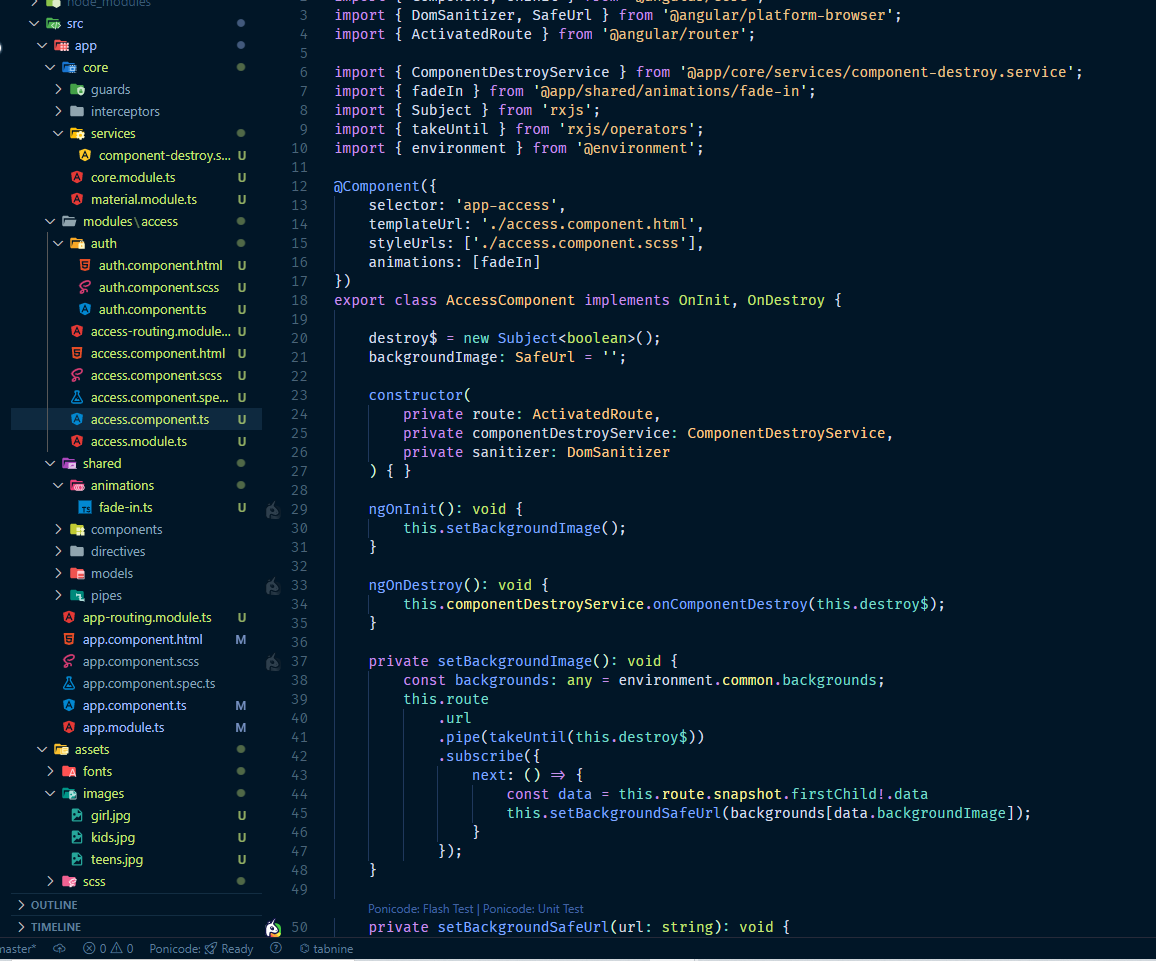 node_modules
src
app
core
guards
interceptors
services
component-destroy.s... U
core.module.ts U
material.module.ts U
modules\access
auth
auth.component.html U
auth.component.scss U
auth.component.ts U
access-routing.module... U
access.component.html U
access.component.scss U
access.component.spe... U
access.component.ts U
access.module.ts U
shared
animations
fade-in.ts U
components
directives
models
pipes
app-routing.module.ts U
app.component.html M
app.component.scss
app.component.spec.ts
app.component.ts M
app.module.ts M
assets
fonts
images
girl.jpg U
kids.jpg U
teens.jpg U
scss
OUTLINE
TIMELINE
3 import { DomSanitizer, SafeUrl } from '@angular/platform-browser';
4 import { ActivatedRoute } from '@angular/router';
5
6 import { ComponentDestroyService } from '@app/core/services/component-destroy.service';
7 import { fadeIn } from '@app/shared/animations/fade-in';
8 import { Subject } from 'rxjs';
9 import { takeUntil } from 'rxjs/operators';
10 import { environment } from '@environment';
11
12 @Component({
13 selector: 'app-access',
14 templateUrl: './access.component.html',
15 styleUrls: ['./access.component.scss'],
16 animations: [fadeIn]
17 })
18 export class AccessComponent implements OnInit, OnDestroy {
19
20 destroy$ = new Subject<boolean>();
21 backgroundImage: SafeUrl = '';
22
23 constructor(
24 private route: ActivatedRoute,
25 private componentDestroyService: ComponentDestroyService,
26 private sanitizer: DomSanitizer
27 ) { }
28
29 ngOnInit(): void {
30 this.setBackgroundImage();
31 }
32
33 ngOnDestroy(): void {
34 this.componentDestroyService.onComponentDestroy(this.destroy$);
35 }
36
37 private setBackgroundImage(): void {
38 const backgrounds: any = environment.common.backgrounds;
39 this.route
40 .url
41 .pipe(takeUntil(this.destroy$))
42 .subscribe({
43 next: () => {
44 const data = this.route.snapshot.firstChild!.data
45 this.setBackgroundSafeUrl(backgrounds[data.backgroundImage]);
46 }
47 });
48 }
49
Ponicode: Flash Test | Ponicode: Unit Test
50 private setBackgroundSafeUrl(url: string): void {
master* 0 0 Ponicode: Ready tabnine